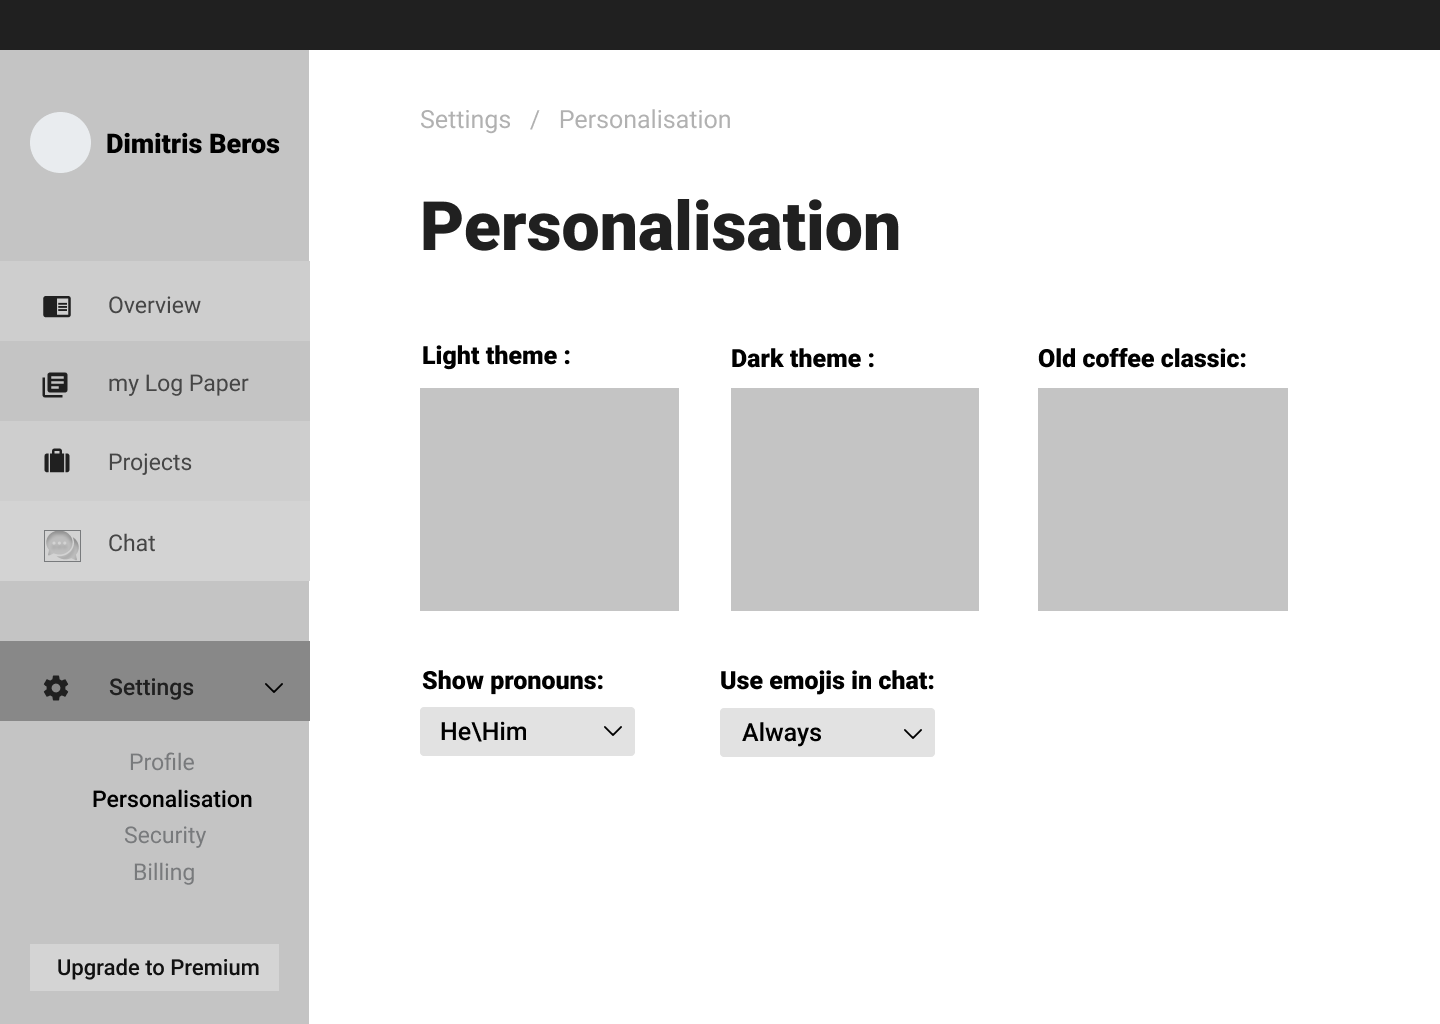 Dimitris Beros
Overview
my Log Paper
Projects
Chat
Settings
Profile
Personalisation
Security
Billing
Upgrade to Premium
Settings / Personalisation
Personalisation
Light theme :
Dark theme :
Old coffee classic:
Show pronouns:
He\Him
Use emojis in chat:
Always